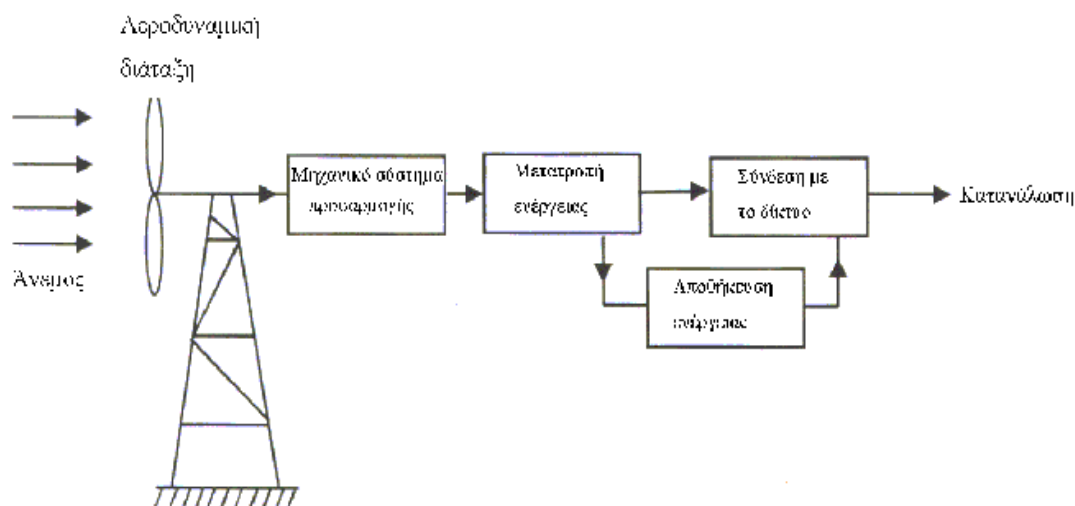 Αεροδυναμική
διάταξη
Μηχανικό σύστημα
προσαρμογής
Μετατροπή
ενέργειας
Σύνδεση με
το δίκτυο
Κατανάλωση
Άνεμος
Αποθήκευση
ενέργειας